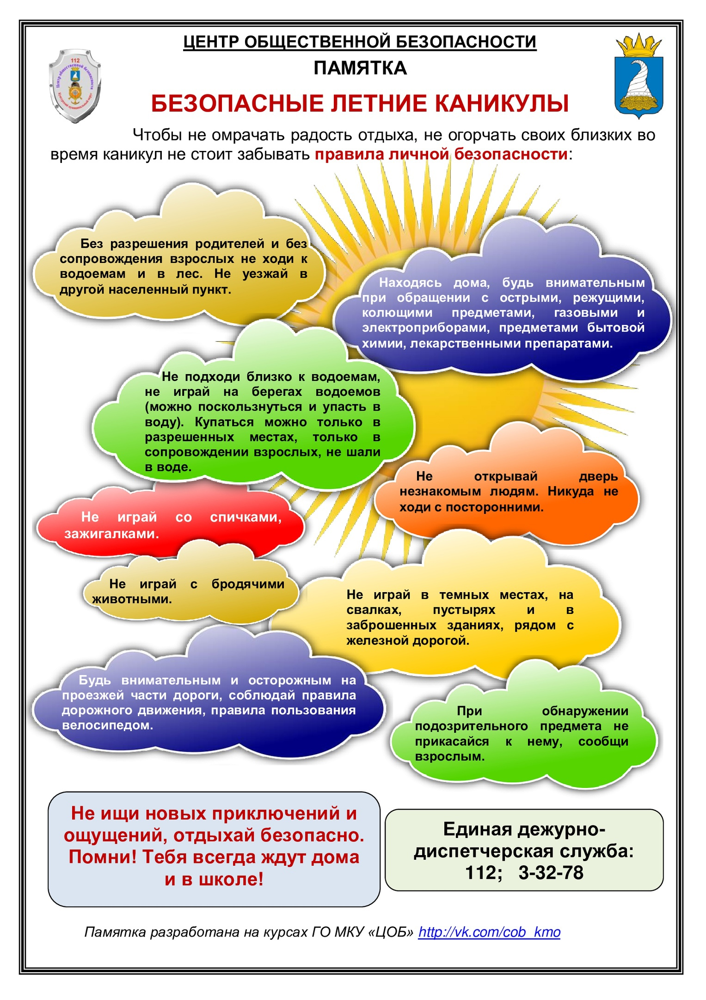 ЦЕНТР ОБЩЕСТВЕННОЙ БЕЗОПАСНОСТИ
ПАМЯТКА
112
Центр общественной безопасности
БЕЗОПАСНЫЕ ЛЕТНИЕ КАНИКУЛЫ
Чтобы не омрачать радость отдыха, не огорчать своих близких во
время каникул не стоит забывать правила личной безопасности:
Без разрешения родителей и без
сопровождения взрослых не ходи к
водоемам и в лес. Не уезжай в
другой населенный пункт.
Находясь дома, будь внимательным
при обращении с острыми, режущими,
колющими предметами, газовыми и
электроприборами, предметами бытовой
химии, лекарственными препаратами.
Не подходи близко к водоемам,
не играй на берегах водоемов
(можно поскользнуться и упасть в
воду). Купаться можно только в
разрешенных местах, только в
сопровождении взрослых, не шали
в воде.
Не открывай дверь
незнакомым людям. Никуда не
ходи с посторонними.
Не играй со спичками,
зажигалками.
Не играй с бродячими
животными.
Не играй в темных местах, на
свалках, пустырях и в
заброшенных зданиях, рядом с
железной дорогой.
Будь внимательным и осторожным на
проезжей части дороги, соблюдай правила
дорожного движения, правила пользования
велосипедом.
При обнаружении
подозрительного предмета не
прикасайся к нему, сообщи
взрослым.
Не ищи новых приключений и
ощущений, отдыхай безопасно.
Помни! Тебя всегда ждут дома
и в школе!
Единая дежурно-
диспетчерская служба:
112; 3-32-78
Памятка разработана на курсах ГО МКУ «ЦОБ» http://vk.com/cob_kmo